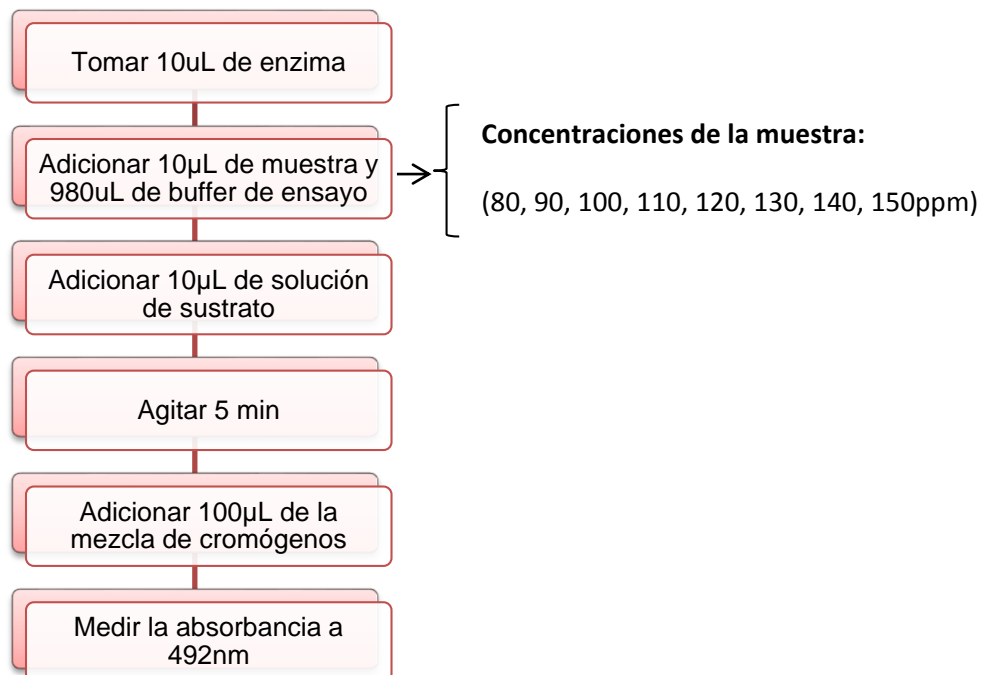 Tomar 10uL de enzima
Adicionar 10µL de muestra y
980uL de buffer de ensayo
Concentraciones de la muestra:
(80, 90, 100, 110, 120, 130, 140, 150ppm)
Adicionar 10µL de solución
de sustrato
Agitar 5 min
Adicionar 100µL de la
mezcla de cromógenos
Medir la absorbancia a
492nm